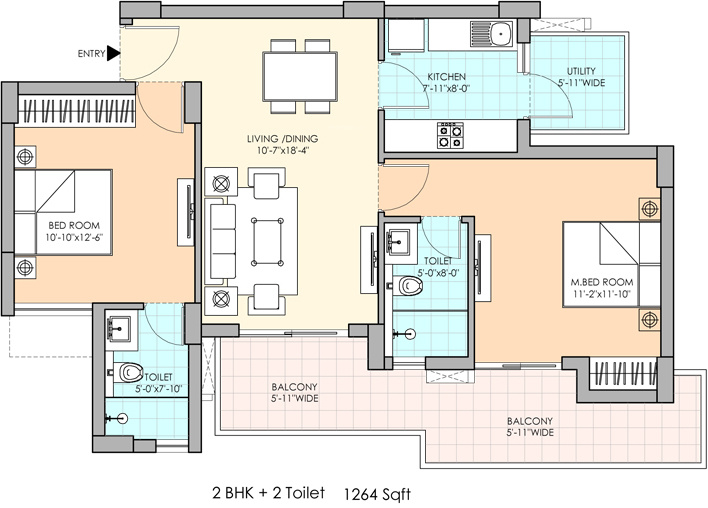 ENTRY
KITCHEN
7'-11"x8'-0"
UTILITY
5'-11"WIDE
LIVING /DINING
10'-7"x18'-4"
BED ROOM
10'-10"x12'-6"
TOILET
5'-0"x8'-0"
M.BED ROOM
11'-2"x11'-10"
TOILET
5'-0"x7'-10"
BALCONY
5'-11"WIDE
BALCONY
5'-11"WIDE
2 BHK + 2 Toilet 1264 Sqft